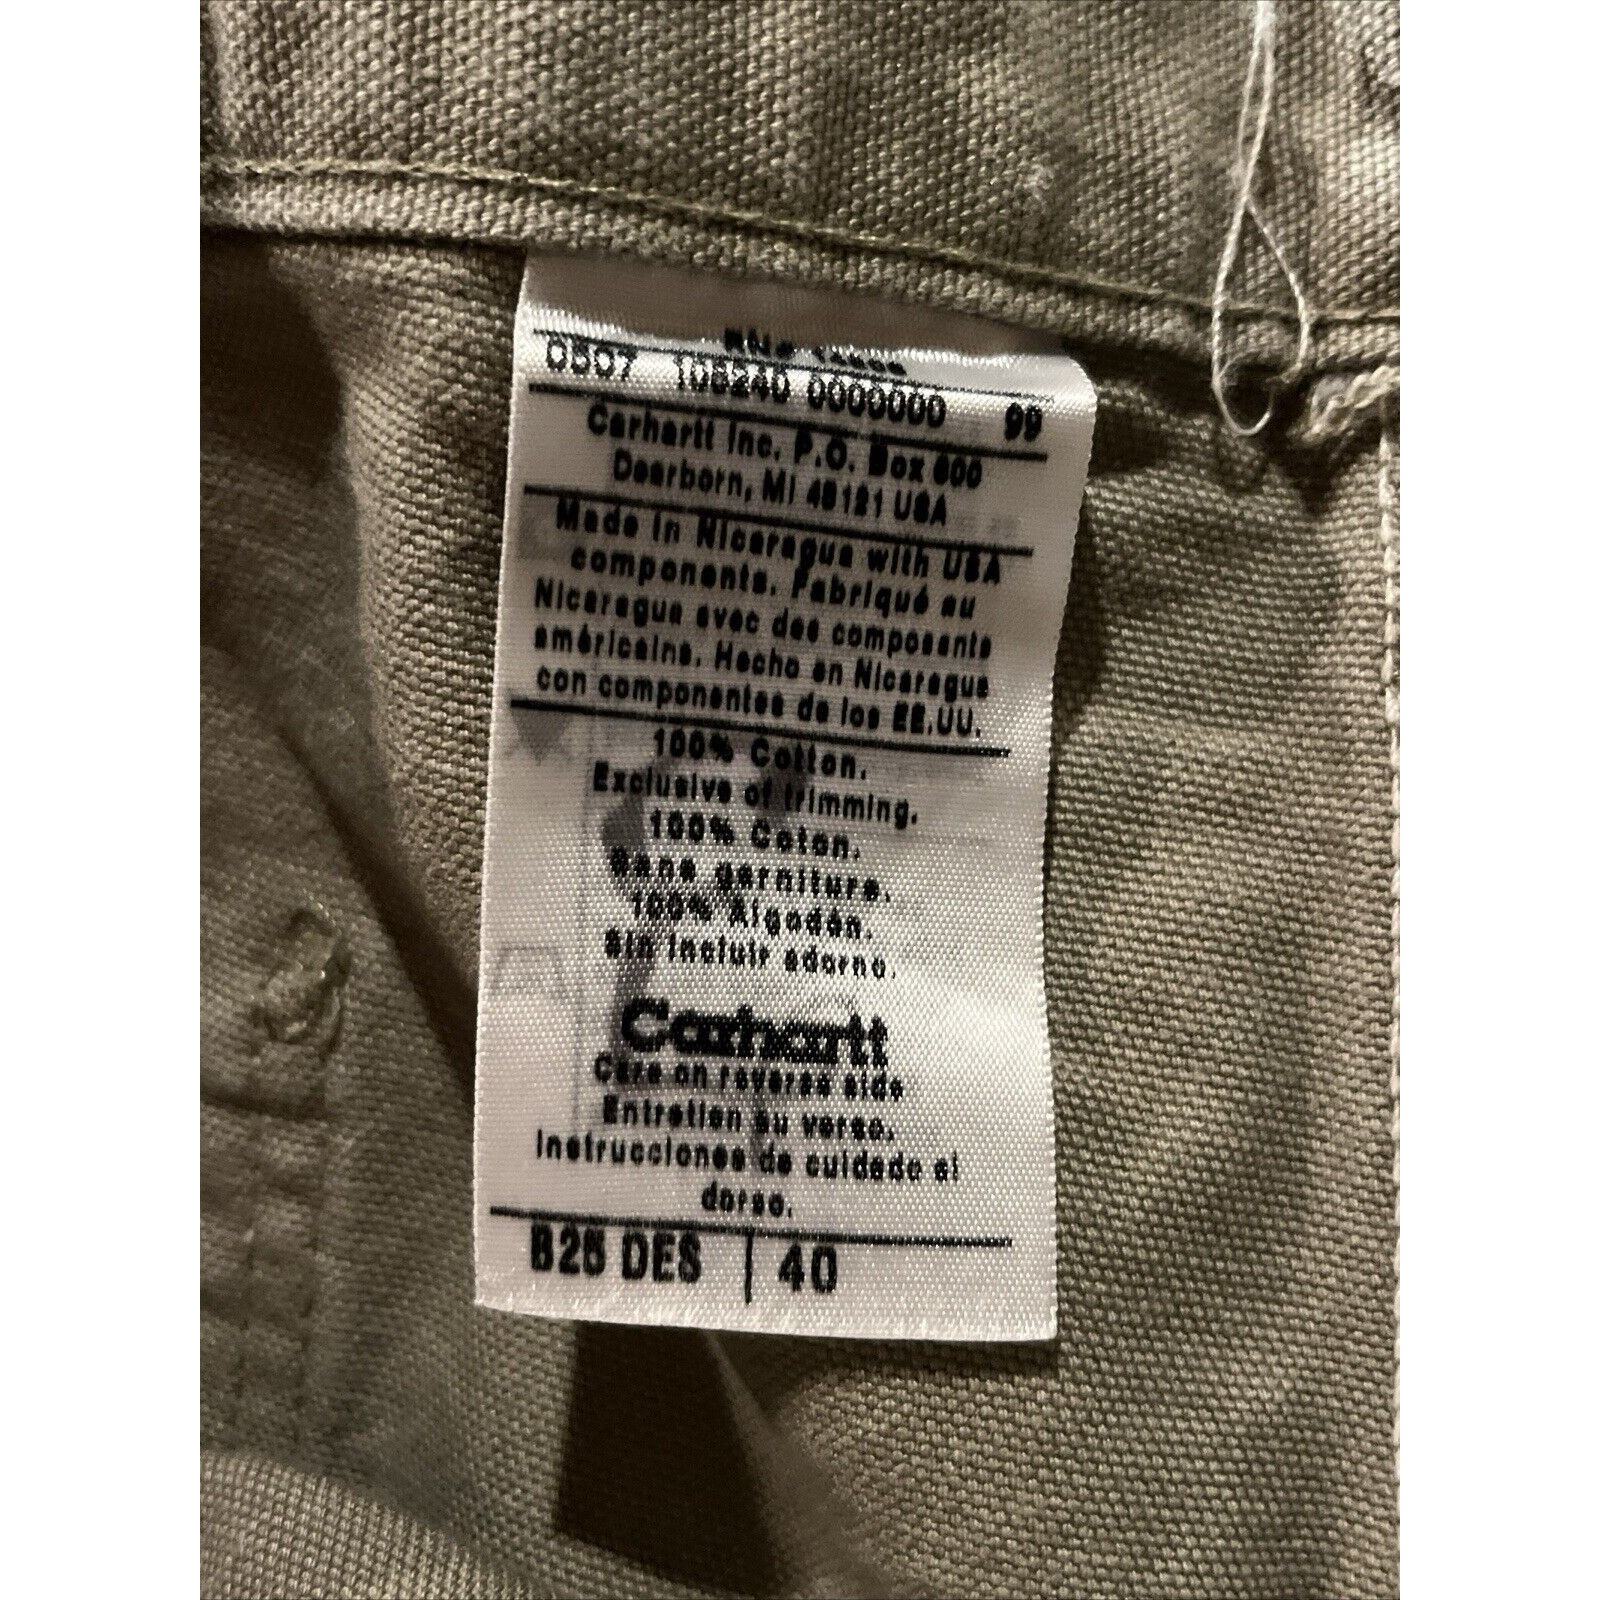 0507 106240 0000000 99
Carhartt Inc. P.O. Box 600
Dearborn, MI 48121 USA
Made in Nicaragua with USA
components. Fabriqué au
Nicaragua avec des composants
américains. Hecho en Nicaragua
con componentes de los EE.UU.
100% Cotton.
Exclusive of trimming.
100% Coton.
Sans garniture.
100% Algodón.
Sin incluir adorno.
Carhartt
Care on reverse side
Entretien au verso.
Instrucciones de cuidado al
dorso.
B25 DES | 40